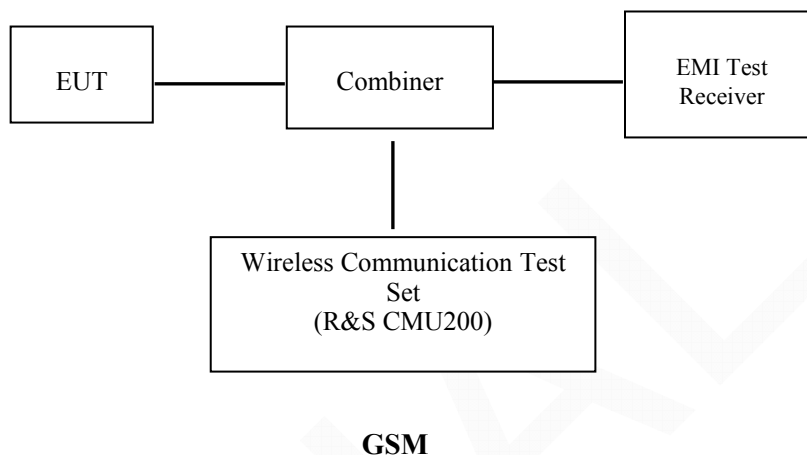 EUT
Combiner
EMI Test
Receiver
Wireless Communication Test
Set
(R&S CMU200)
GSM